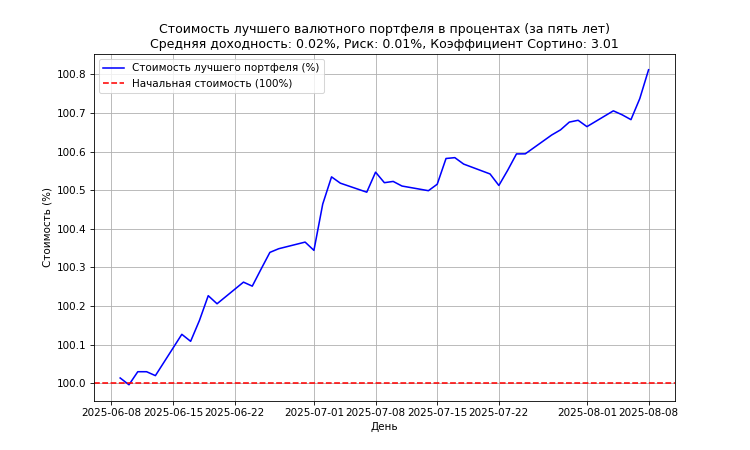 Стоимость лучшего валютного портфеля в процентах (за пять лет)
Средняя доходность: 0.02%, Риск: 0.01%, Коэффициент Сортино: 3.01
Стоимость лучшего портфеля (%)
Начальная стоимость (100%)
Стоимость (%)
100.8
100.7
100.6
100.5
100.4
100.3
100.2
100.1
100.0
2025-06-08 2025-06-15 2025-06-22 2025-07-01 2025-07-08 2025-07-15 2025-07-22 2025-08-01 2025-08-08
День